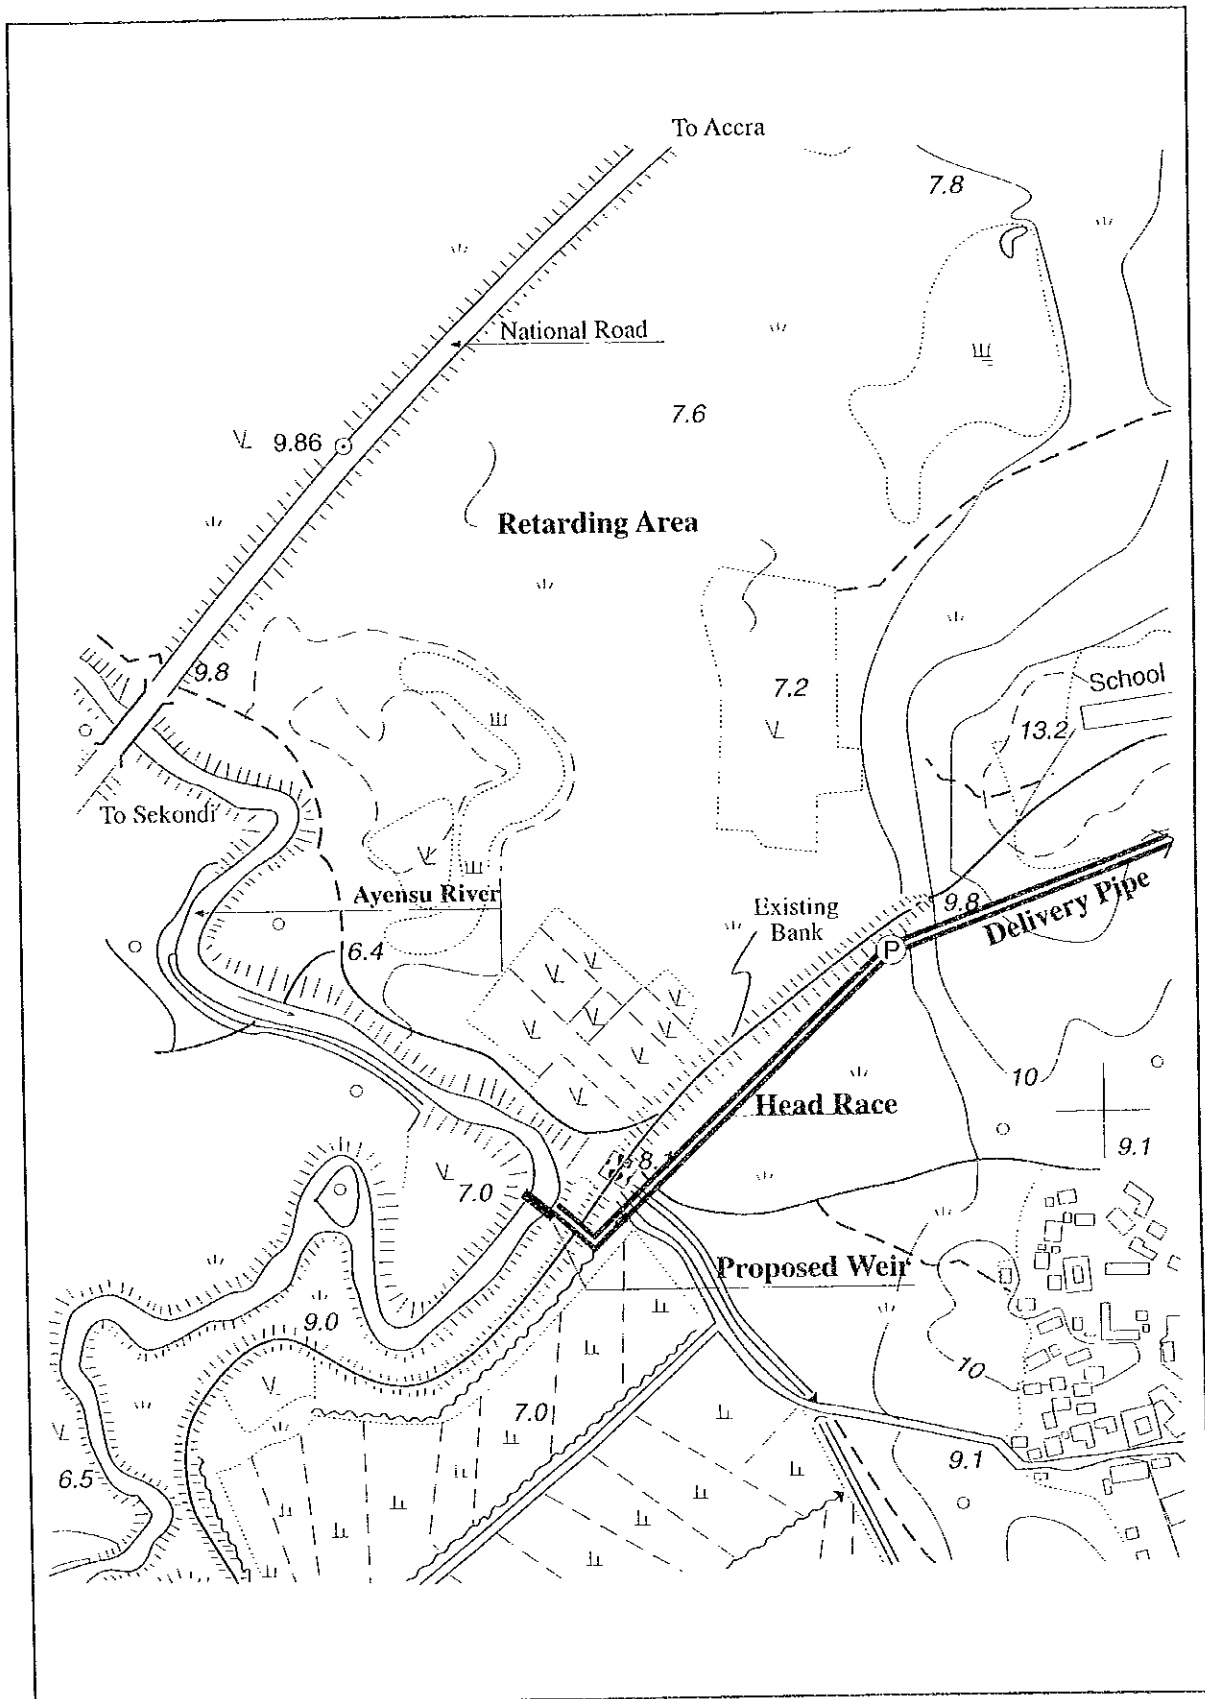 To Accra
7.8
National Road
7.6
9.86
Retarding Area
9.8
7.2
School
13.2
To Sekondi
Ayensu River
Existing
Bank
9.8
Delivery Pipe
6.4
P
10
Head Race
9.1
8.1
7.0
Proposed Weir
9.0
10
7.0
9.1
6.5